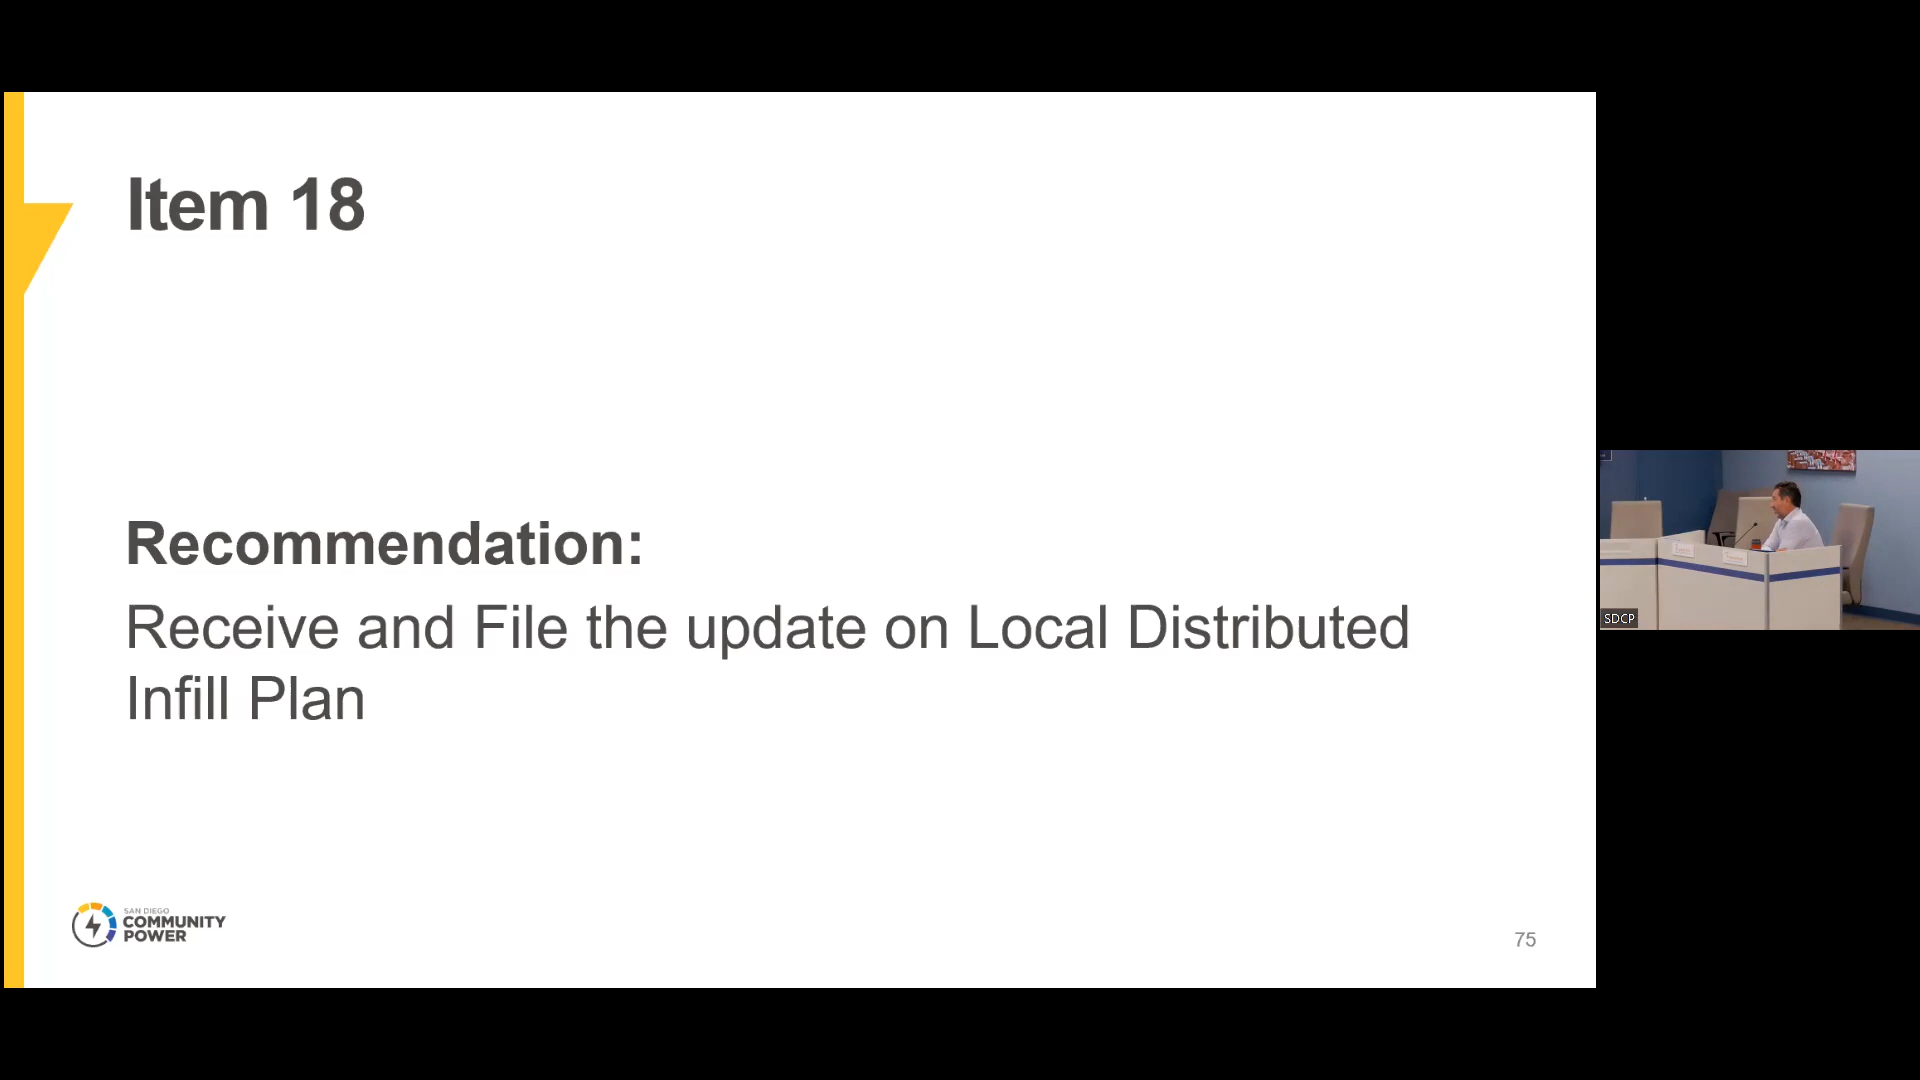 Item 18
Recommendation:
Receive and File the update on Local Distributed
Infill Plan
SAN DIEGO
COMMUNITY
POWER
75
SDCP